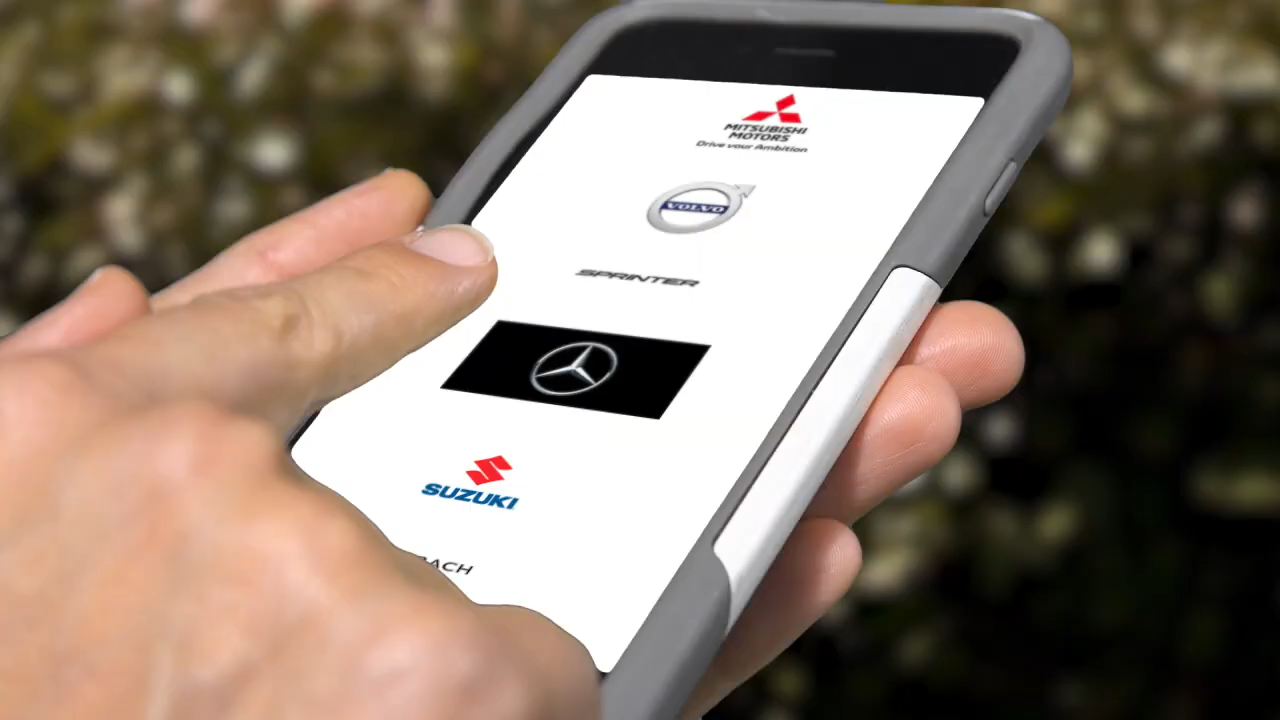 MITSUBISHI
MOTORS
Drive your Ambition
VOLVO
SPRINTER
SUZUKI